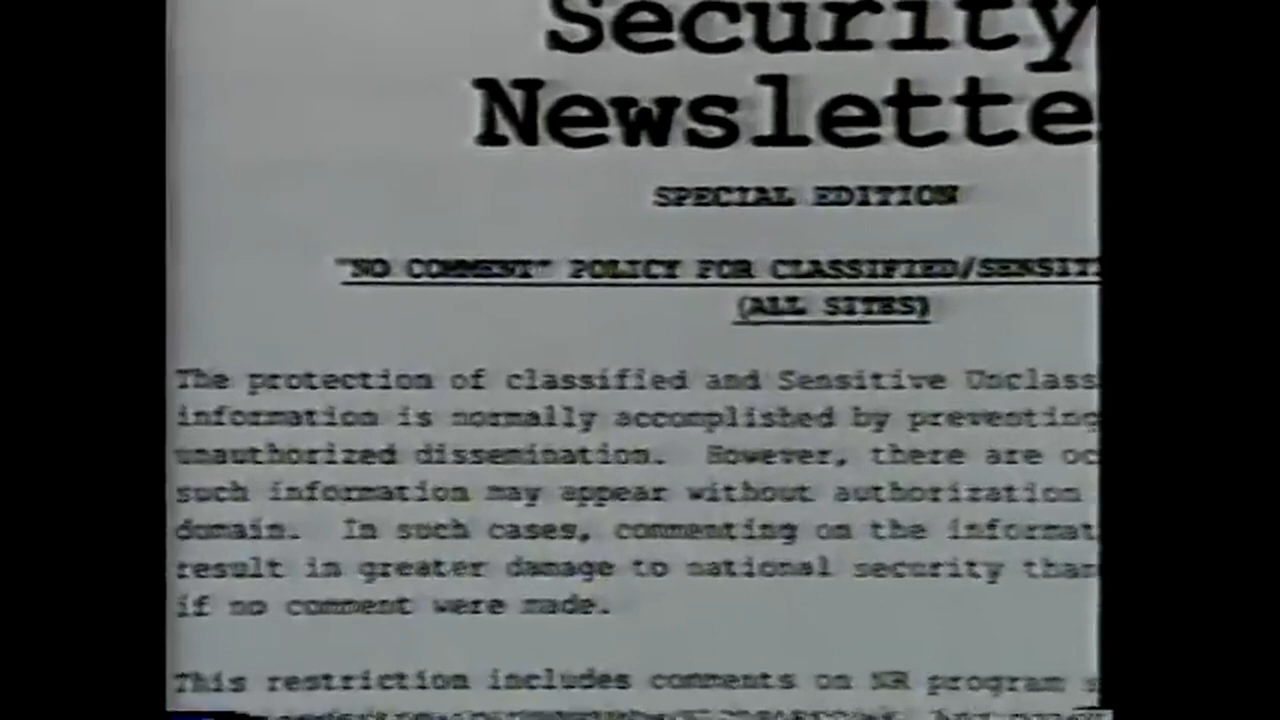 Security
Newslette
SPECIAL EDITION
"NO COMMENT" POLICY FOR CLASSIFIED/SENSITI
(ALL SITES)
The protection of classified and Sensitive Unclass
information is normally accomplished by preventing
unauthorized dissemination. However, there are oc
such information may appear without authorization
domain. In such cases, commenting on the informat
result in greater damage to national security than
if no comment were made.
This restriction includes comments on NR program s